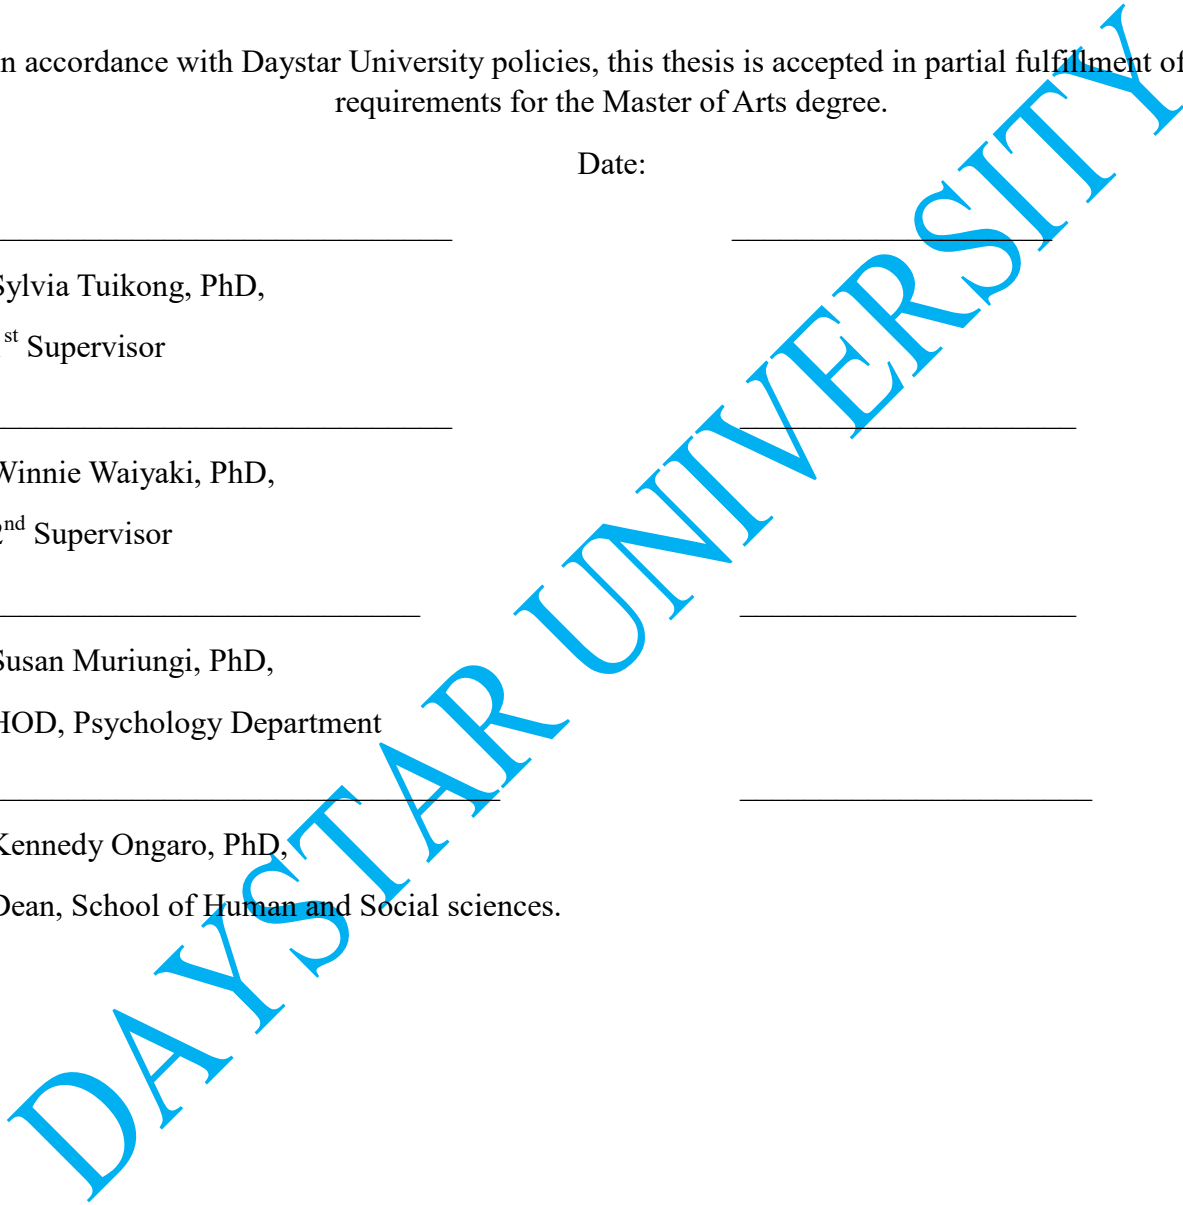 n accordance with Daystar University policies, this thesis is accepted in partial fulfillment of
requirements for the Master of Arts degree.
Date:
Sylvia Tuikong, PhD,
st Supervisor
Winnie Waiyaki, PhD,
2nd Supervisor
Susan Muriungi, PhD,
HOD, Psychology Department
Kennedy Ongaro, PhD,
Dean, School of Human and Social sciences.
DAYSTAR UNIVERSITY